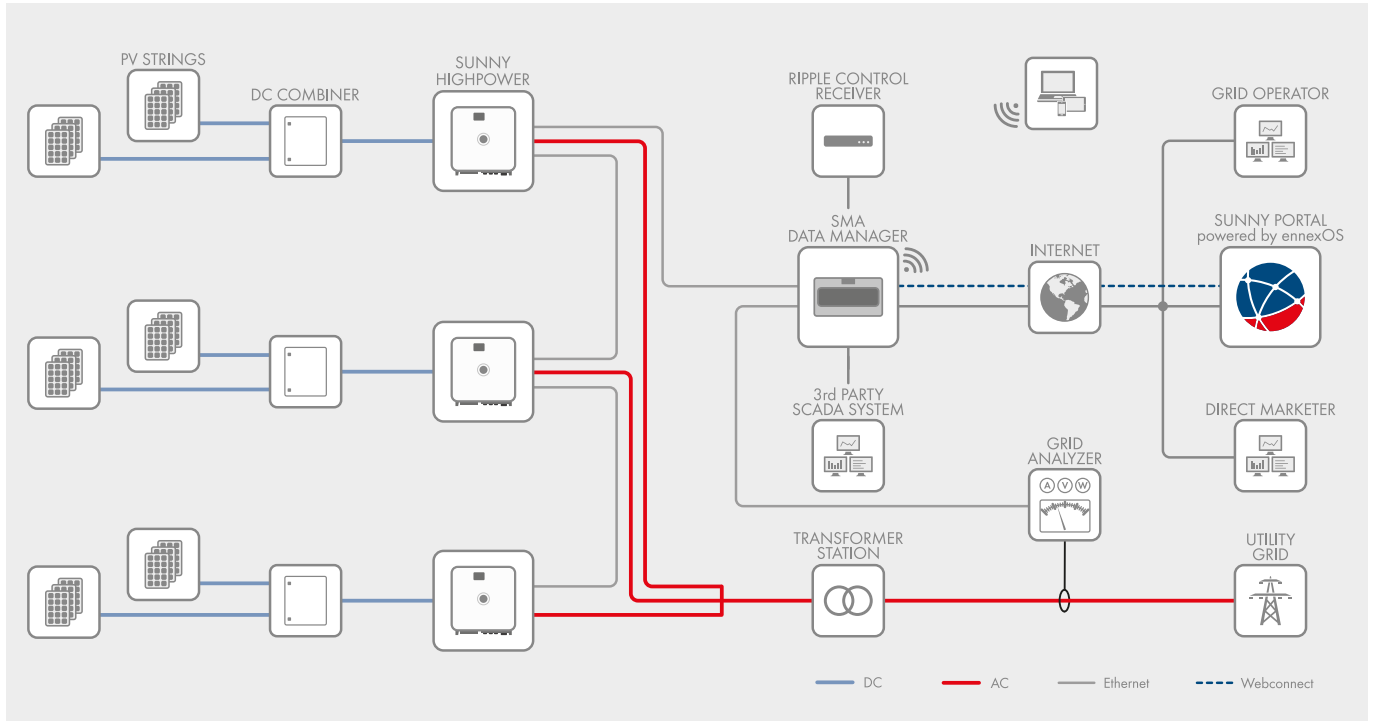 PV STRINGS
DC COMBINER
SUNNY
HIGHPOWER
RIPPLE CONTROL
RECEIVER
GRID OPERATOR
SMA
DATA MANAGER
INTERNET
SUNNY PORTAL
powered by ennexOS
3rd PARTY
SCADA SYSTEM
GRID
ANALYZER
A V W
DIRECT MARKETER
TRANSFORMER
STATION
UTILITY
GRID
DC
AC
Ethernet
Webconnect